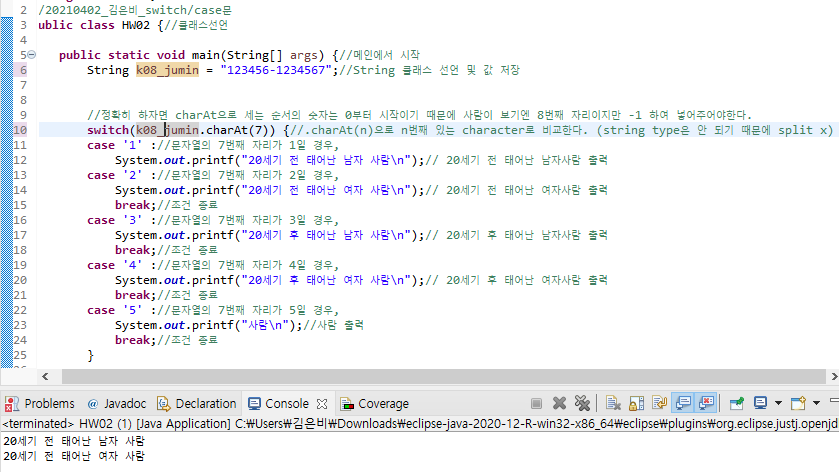 2 /20210402_김은비_switch/case문
3 ublic class HW02 {//클래스선언
4
5 public static void main(String[] args) {//메인에서 시작
6 String k08_jumin = "123456-1234567";//String 클래스 선언 및 값 저장
7
8
9 //정확히 하자면 charAt으로 세는 순서의 숫자는 0부터 시작이기 때문에 사람이 보기엔 8번째 자리이지만 -1 하여 넣어주어야한다.
10 switch(k08_jumin.charAt(7)) {//.charAt(n)으로 n번째 있는 character로 비교한다. (string type은 안 되기 때문에 split x)
11 case '1' ://문자열의 7번째 자리가 1일 경우,
12 System.out.printf("20세기 전 태어난 남자 사람\n");// 20세기 전 태어난 남자사람 출력
13 case '2' ://문자열의 7번째 자리가 2일 경우,
14 System.out.printf("20세기 전 태어난 여자 사람\n");// 20세기 전 태어난 여자사람 출력
15 break;//조건 종료
16 case '3' ://문자열의 7번째 자리가 3일 경우,
17 System.out.printf("20세기 후 태어난 남자 사람\n");// 20세기 후 태어난 남자사람 출력
18 break;//조건 종료
19 case '4' ://문자열의 7번째 자리가 4일 경우,
20 System.out.printf("20세기 후 태어난 여자 사람\n");// 20세기 후 태어난 여자사람 출력
21 break;//조건 종료
22 case '5' ://문자열의 7번째 자리가 5일 경우,
23 System.out.printf("사람\n");//사람 출력
24 break;//조건 종료
25 }
Problems @ Javadoc Declaration Console Coverage
<terminated> HW02 (1) [Java Application] C:₩Users₩김은비₩Downloads₩eclipse-java-2020-12-R-win32-x86_64₩eclipse₩plugins₩org.eclipse.justj.openjd
20세기 전 태어난 남자 사람
20세기 전 태어난 여자 사람